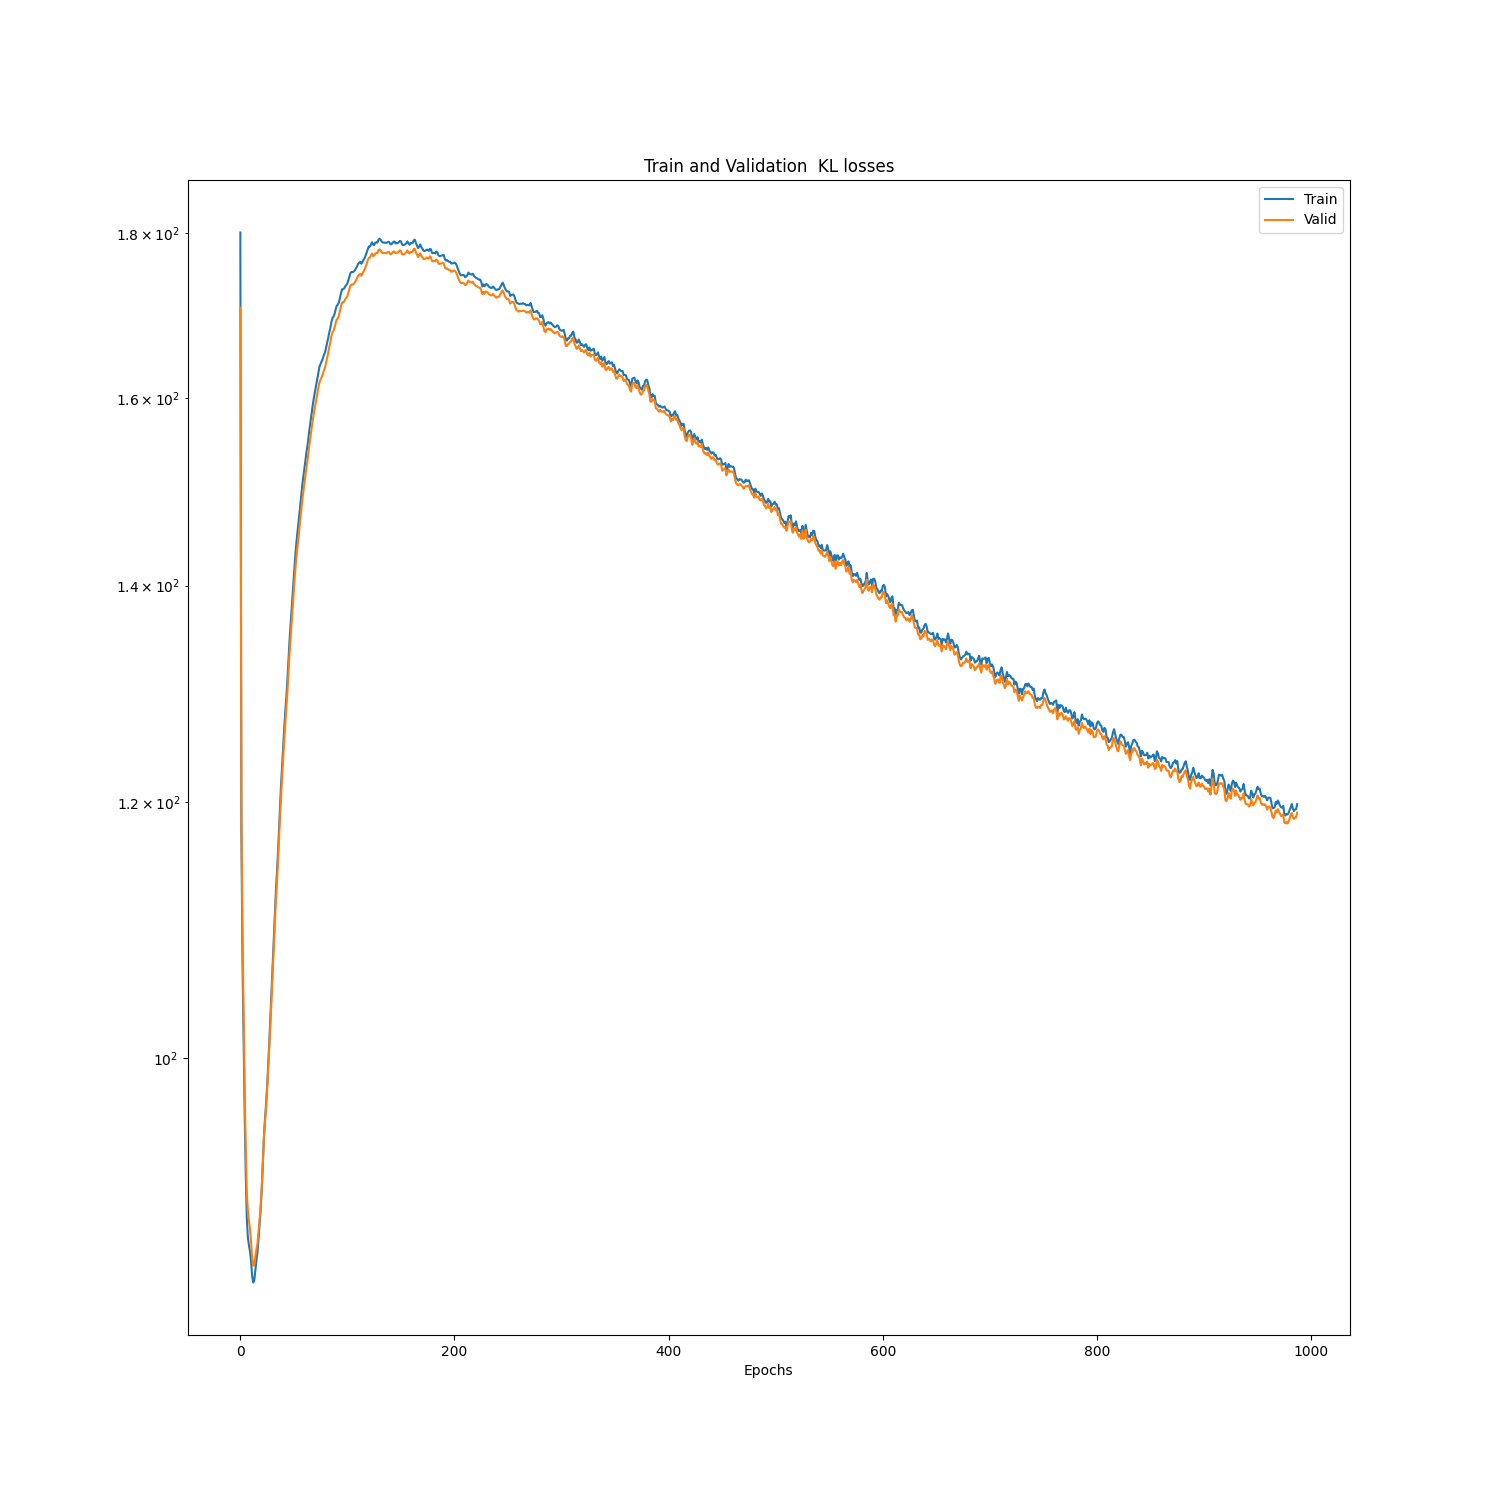 Train and Validation  KL losses
Train
Valid
1.8 × 10²
1.6 × 10²
1.4 × 10²
1.2 × 10²
10²
0 200 400 600 800 1000
Epochs